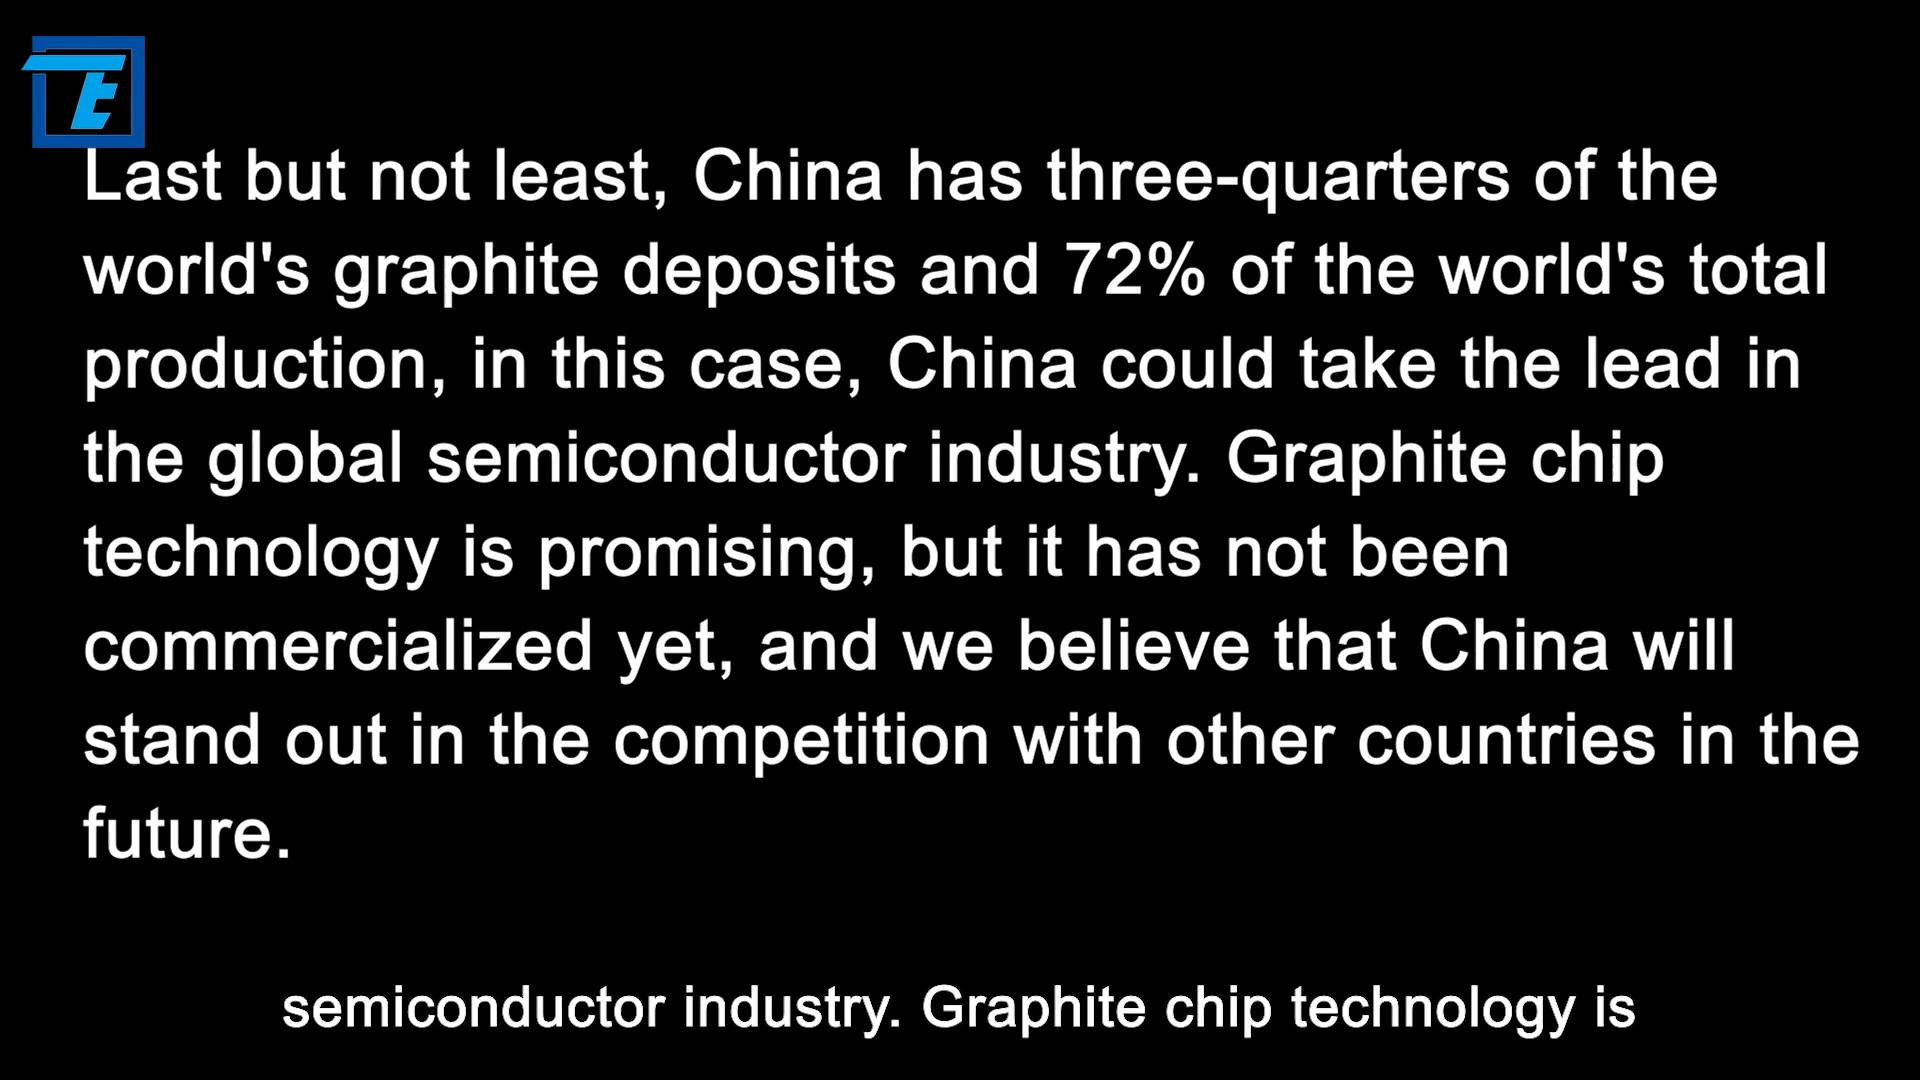 TE
Last but not least, China has three-quarters of the
world's graphite deposits and 72% of the world's total
production, in this case, China could take the lead in
the global semiconductor industry. Graphite chip
technology is promising, but it has not been
commercialized yet, and we believe that China will
stand out in the competition with other countries in the
future.
semiconductor industry. Graphite chip technology is